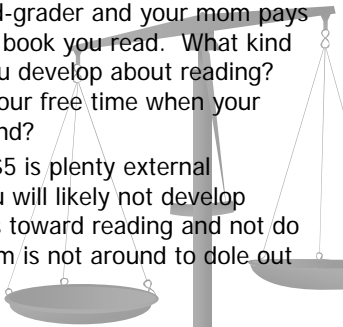 d-grader and your mom pays
book you read. What kind
u develop about reading?
our free time when your
nd?
S5 is plenty external
u will likely not develop
s toward reading and not do
m is not around to dole out